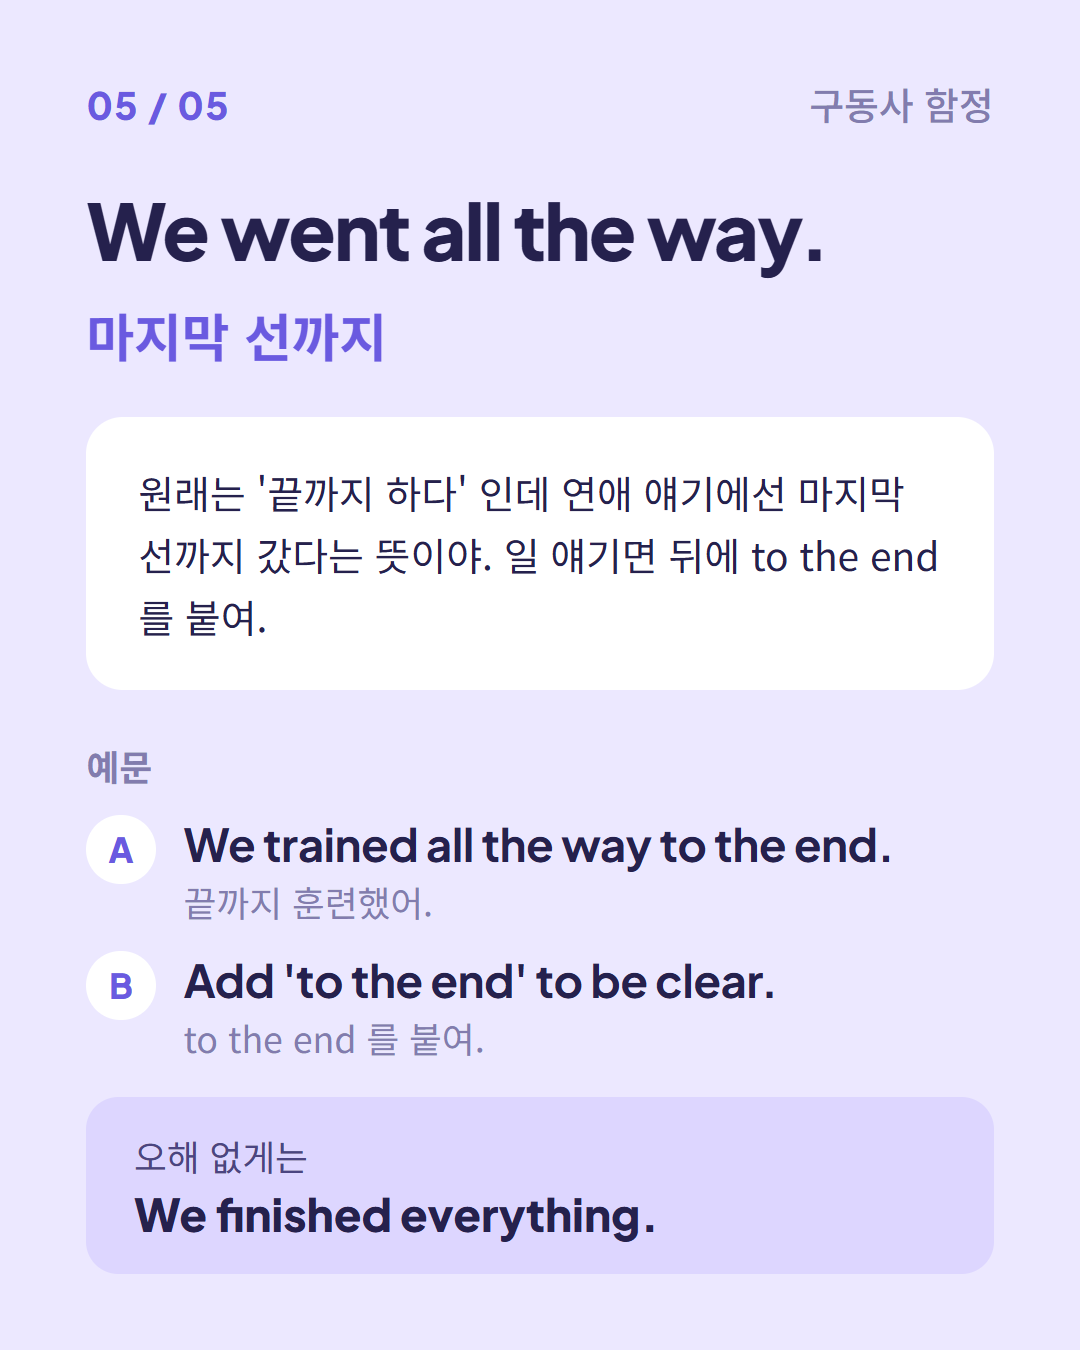 05 / 05
구동사 함정
We went all the way.
마지막 선까지
원래는 '끝까지 하다' 인데 연애 얘기에선 마지막
선까지 갔다는 뜻이야. 일 얘기면 뒤에 to the end
를 붙여.
예문
A
We trained all the way to the end.
끝까지 훈련했어.
B
Add 'to the end' to be clear.
to the end 를 붙여.
오해 없게는
We finished everything.